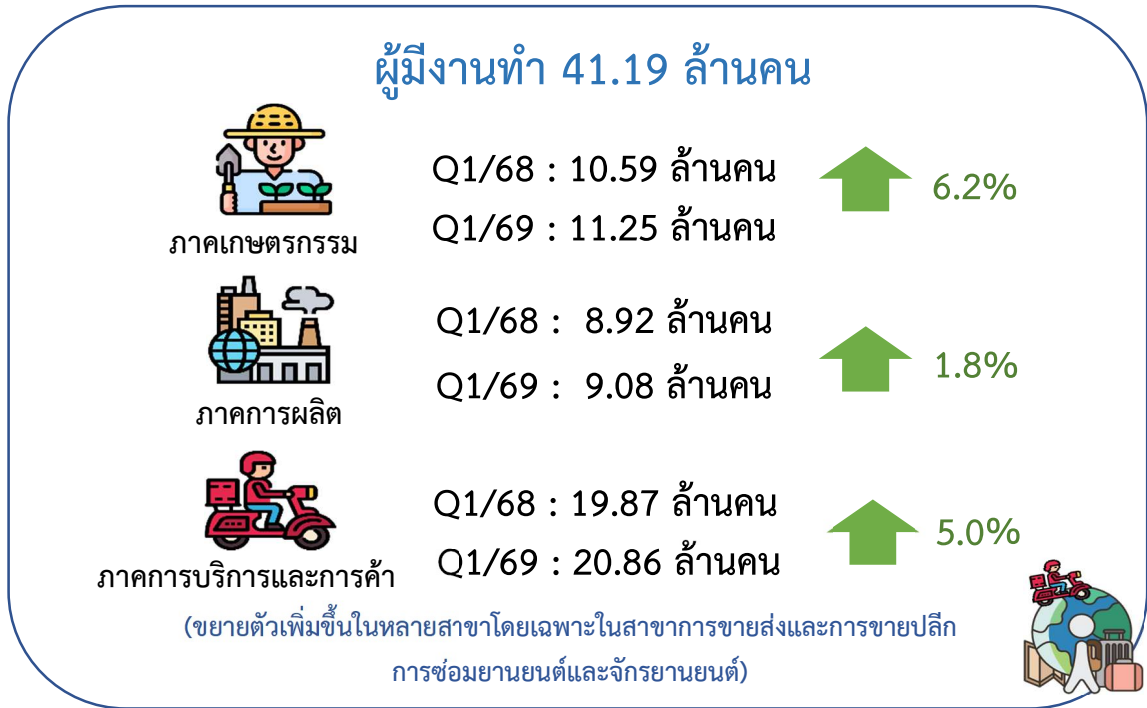 ผู้มีงานทำ 41.19 ล้านคน
Q1/68 : 10.59 ล้านคน
6.2%
Q1/69 : 11.25 ล้านคน
ภาคเกษตรกรรม
Q1/68 : 8.92 ล้านคน
1.8%
Q1/69 : 9.08 ล้านคน
ภาคการผลิต
Q1/68 : 19.87 ล้านคน
5.0%
Q1/69 : 20.86 ล้านคน
ภาคการบริการและการค้า
(ขยายตัวเพิ่มขึ้นในหลายสาขาโดยเฉพาะในสาขาการขายส่งและการขายปลีก
การซ่อมยานยนต์และจักรยานยนต์)